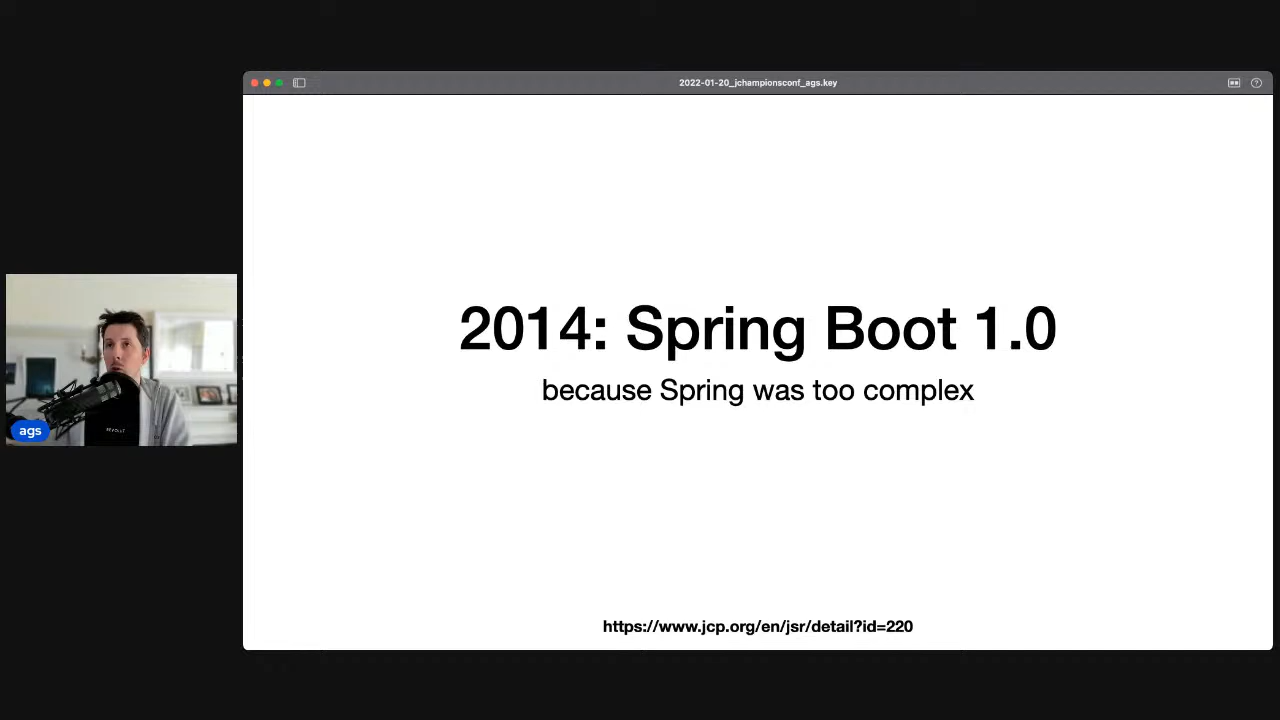 2022-01-20_jchampionsconf_ags.key
2014: Spring Boot 1.0
because Spring was too complex
https://www.jcp.org/en/jsr/detail?id=220
ags
REVOLUT